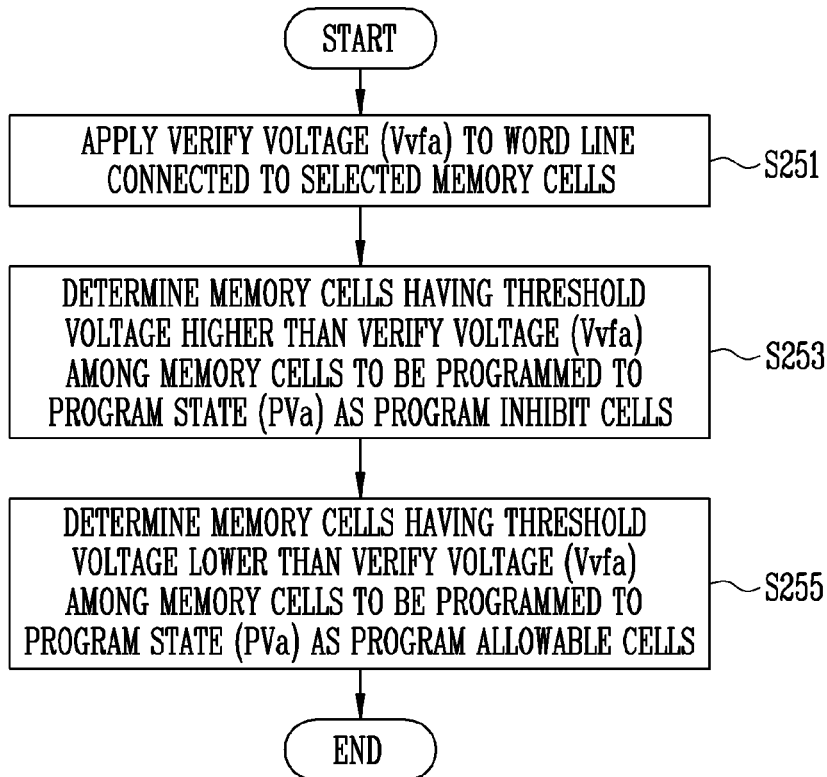 START
APPLY VERIFY VOLTAGE (Vvfa) TO WORD LINE
CONNECTED TO SELECTED MEMORY CELLS
S251
DETERMINE MEMORY CELLS HAVING THRESHOLD
VOLTAGE HIGHER THAN VERIFY VOLTAGE (Vvfa)
AMONG MEMORY CELLS TO BE PROGRAMMED TO
PROGRAM STATE (PVa) AS PROGRAM INHIBIT CELLS
S253
DETERMINE MEMORY CELLS HAVING THRESHOLD
VOLTAGE LOWER THAN VERIFY VOLTAGE (Vvfa)
AMONG MEMORY CELLS TO BE PROGRAMMED TO
PROGRAM STATE (PVa) AS PROGRAM ALLOWABLE CELLS
S255
END